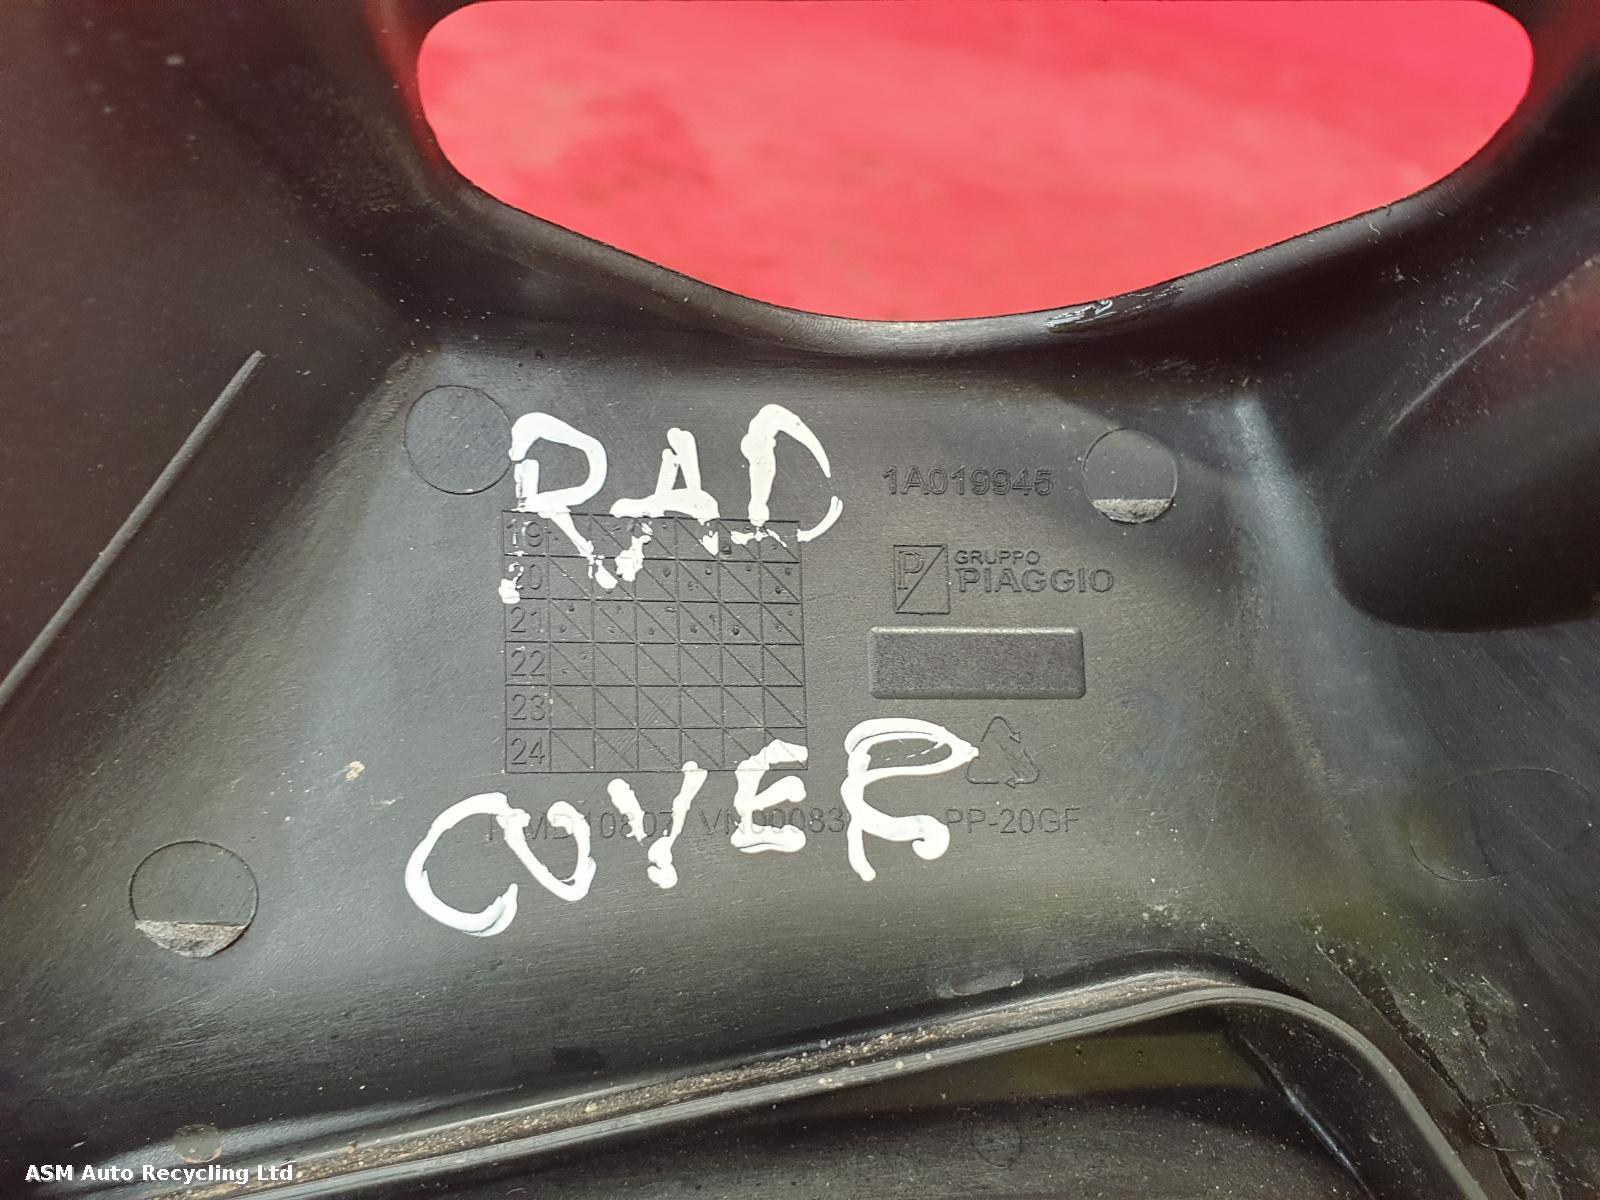 RAD
1A019945
19
20
21
22
23
24
P GRUPPO
PIAGGIO
COVER
PP-20GF
ASM Auto Recycling Ltd